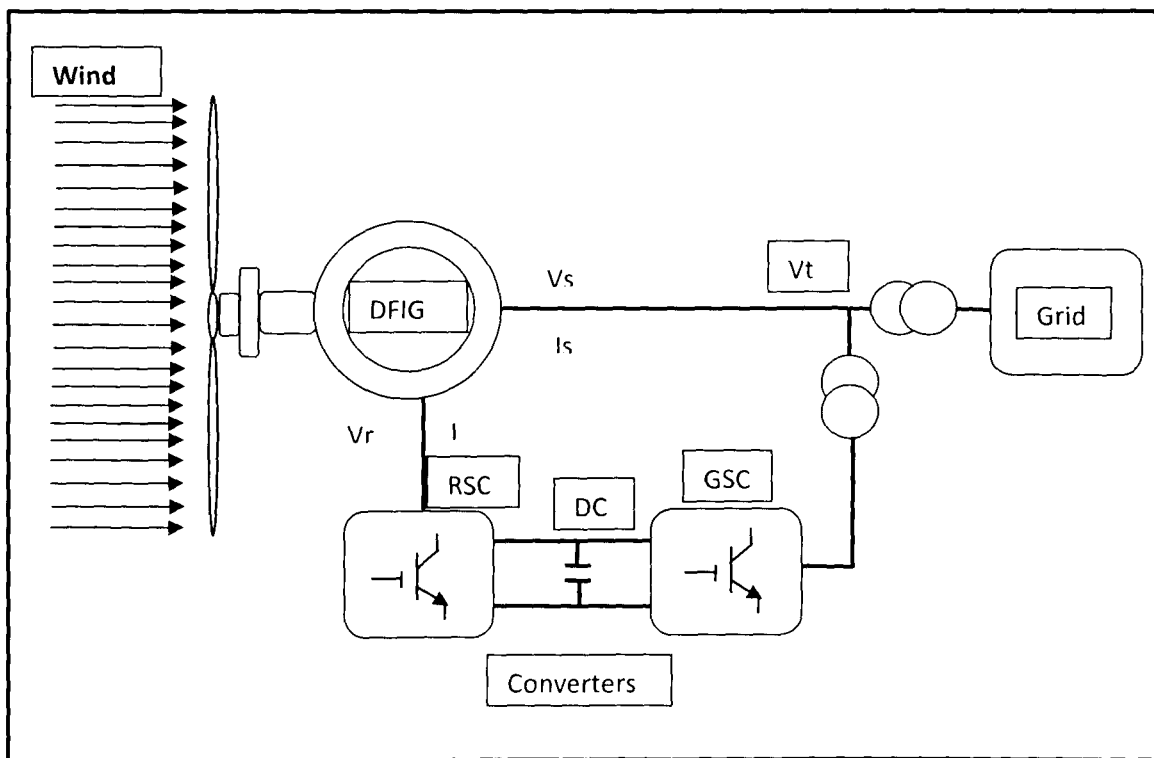 Wind
Vs
Vt
DFIG
Grid
Is
Vr
I
RSC
GSC
DC
Converters